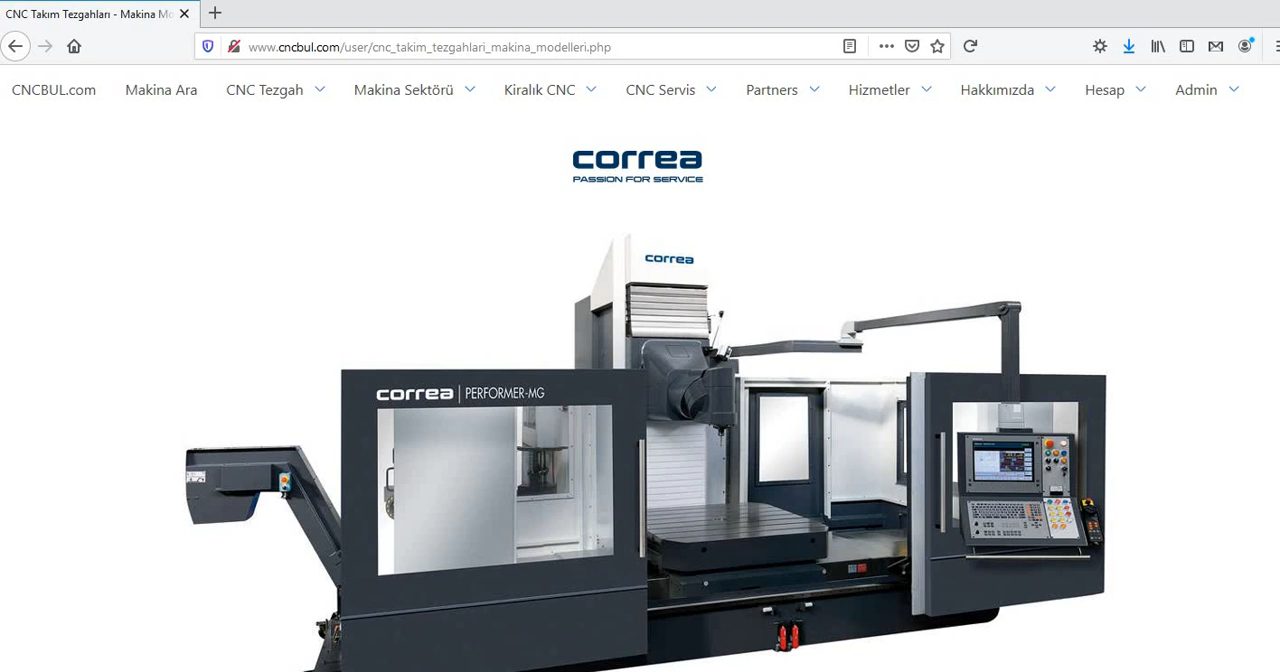 CNC Takım Tezgahları - Makina Mo
www.cncbul.com/user/cnc_takim_tezgahlari_makina_modelleri.php
CNCBUL.com Makina Ara CNC Tezgah Makina Sektörü Kiralık CNC CNC Servis Partners Hizmetler Hakkımızda Hesap Admin
correa
PASSION FOR SERVICE
correa
correa | PERFORMER-MG